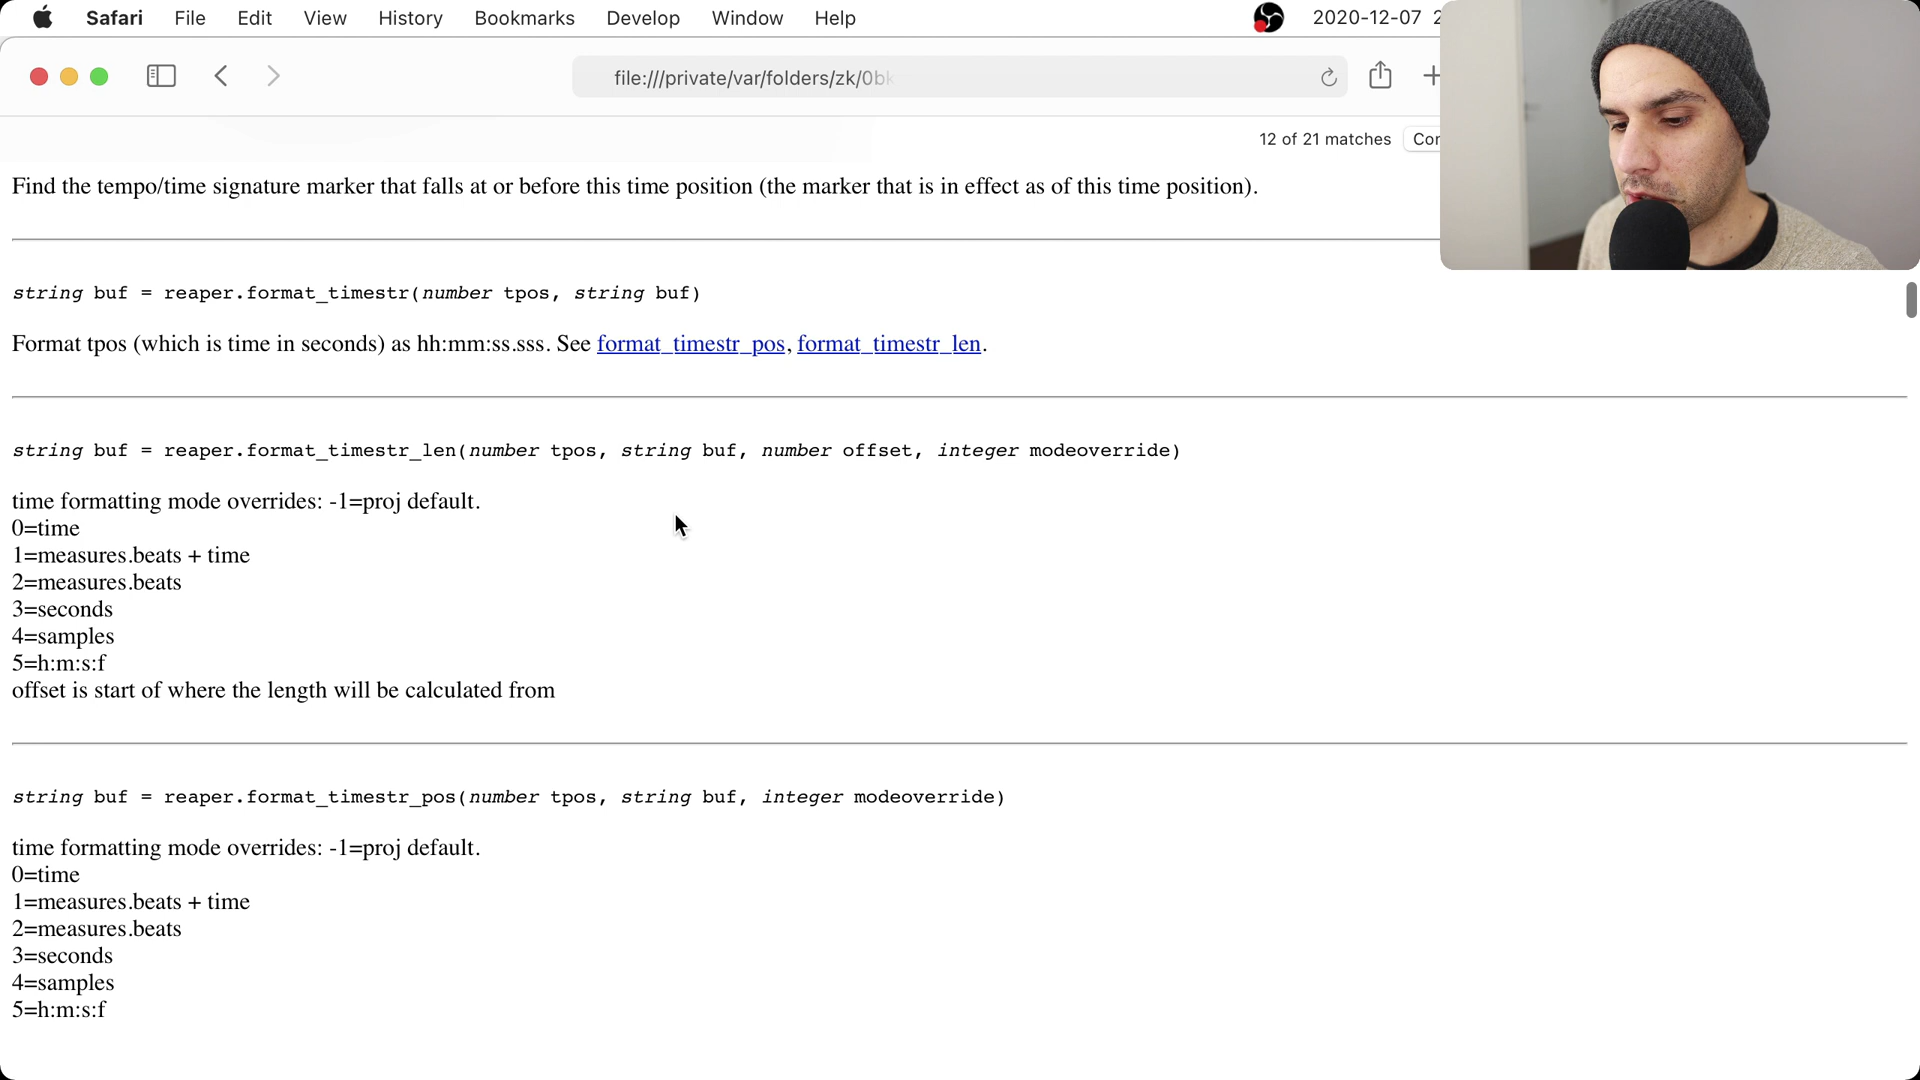 Safari File Edit View History Bookmarks Develop Window Help 2020-12-07
file:///private/var/folders/zk/0bk
12 of 21 matches
Find the tempo/time signature marker that falls at or before this time position (the marker that is in effect as of this time position).
string buf = reaper.format_timestr(number tpos, string buf)
Format tpos (which is time in seconds) as hh:mm:ss.sss. See format_timestr_pos, format_timestr_len.
string buf = reaper.format_timestr_len(number tpos, string buf, number offset, integer modeoverride)
time formatting mode overrides: -1=proj default.
0=time
1=measures.beats + time
2=measures.beats
3=seconds
4=samples
5=h:m:s:f
offset is start of where the length will be calculated from
string buf = reaper.format_timestr_pos(number tpos, string buf, integer modeoverride)
time formatting mode overrides: -1=proj default.
0=time
1=measures.beats + time
2=measures.beats
3=seconds
4=samples
5=h:m:s:f